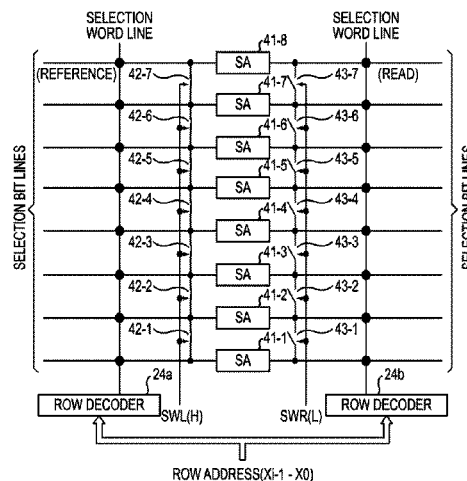 SELECTION
WORD LINE
SELECTION
WORD LINE
41-8
SA
(REFERENCE)
42-7
41-7
43-7
(READ)
SA
42-6
41-6
43-6
SA
42-5
41-5
43-5
SA
42-4
41-4
43-4
SA
42-3
41-3
43-3
SA
42-2
41-2
43-2
SA
42-1
41-1
43-1
SA
SELECTION BIT LINES
SELECTION BIT LINES
24a
24b
ROW DECODER
SWL(H)
SWR(L)
ROW DECODER
ROW ADDRESS(Xi-1 - X0)